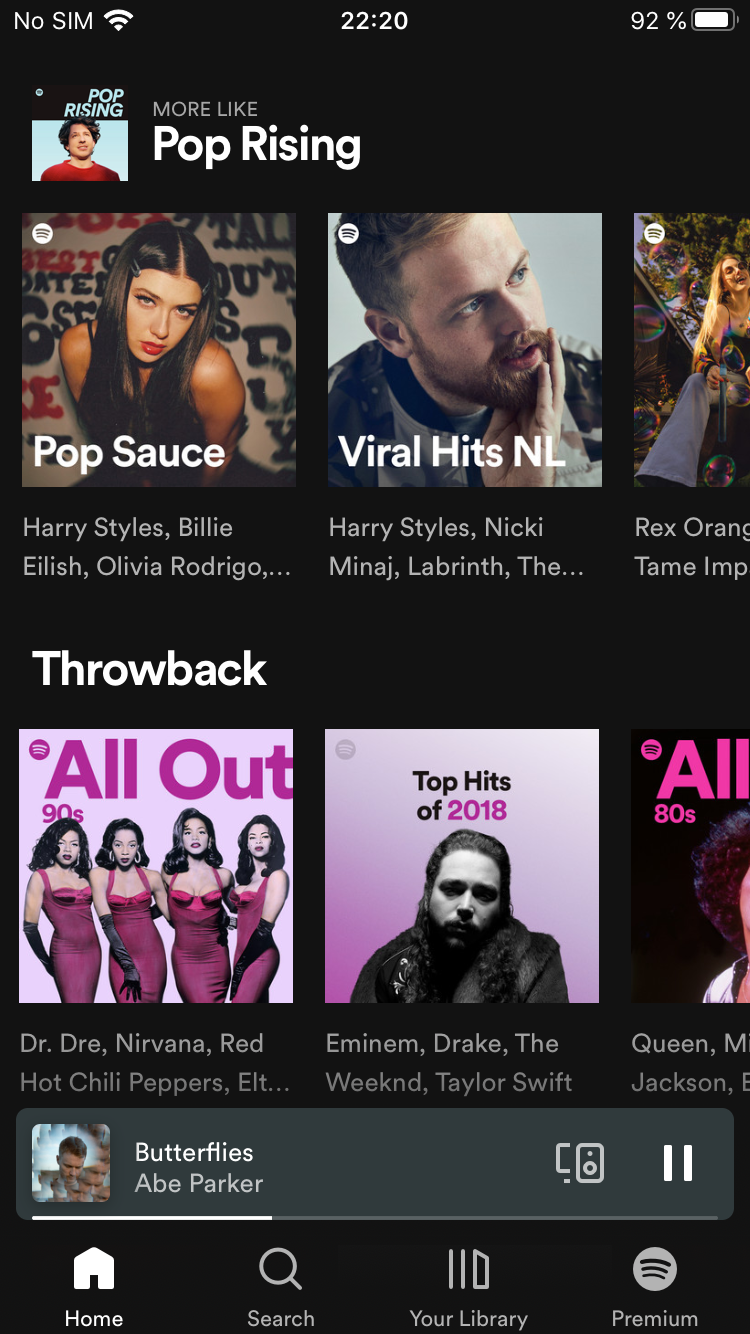 No SIM 22:20 92 %
POP
RISING
MORE LIKE
Pop Rising
Pop Sauce
Viral Hits NL
Harry Styles, Billie
Eilish, Olivia Rodrigo,...
Harry Styles, Nicki
Minaj, Labrinth, The...
Rex Orang
Tame Imp
Throwback
All Out
90s
Top Hits
of 2018
All
80s
Dr. Dre, Nirvana, Red
Hot Chili Peppers, Elt...
Eminem, Drake, The
Weeknd, Taylor Swift
Queen, Mi
Jackson, E
Butterflies
Abe Parker
Home
Search
Your Library
Premium